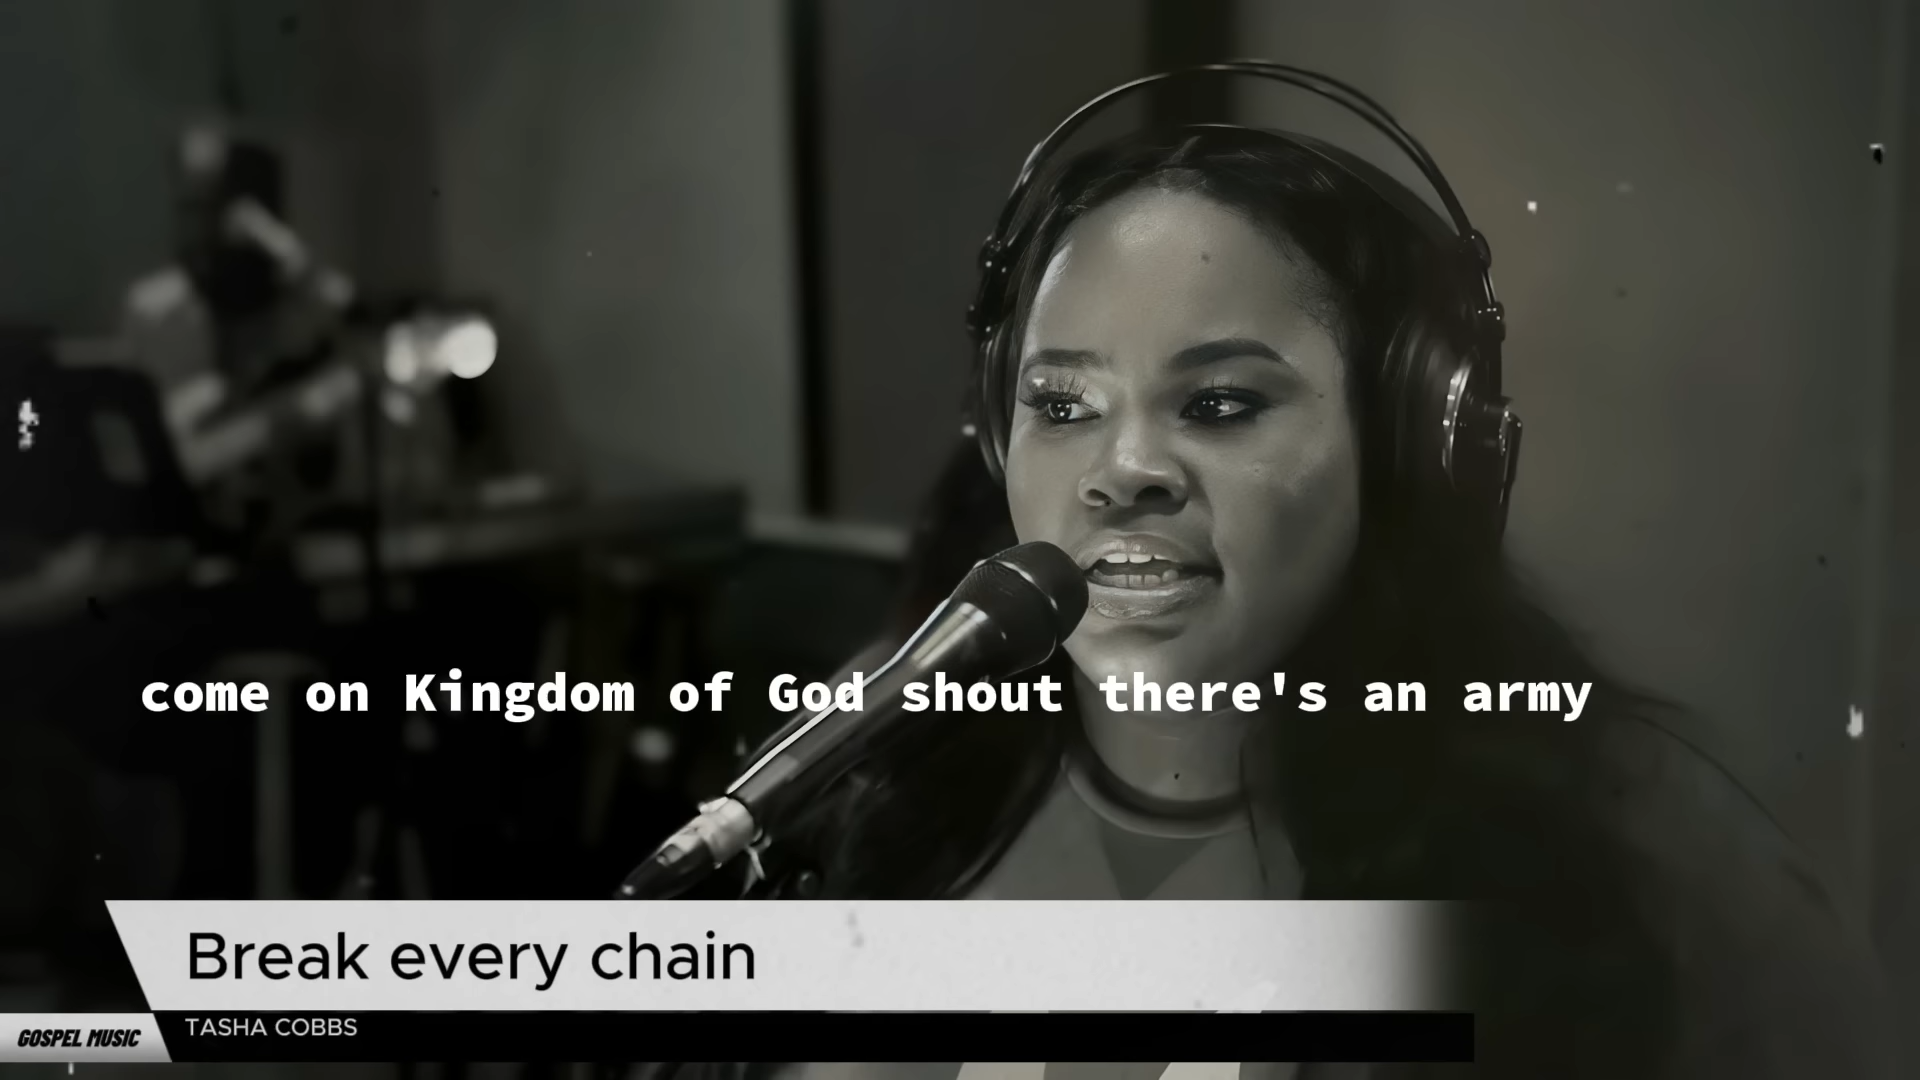 come on Kingdom of God shout there's an army
Break every chain
TASHA COBBS
GOSPEL MUSIC